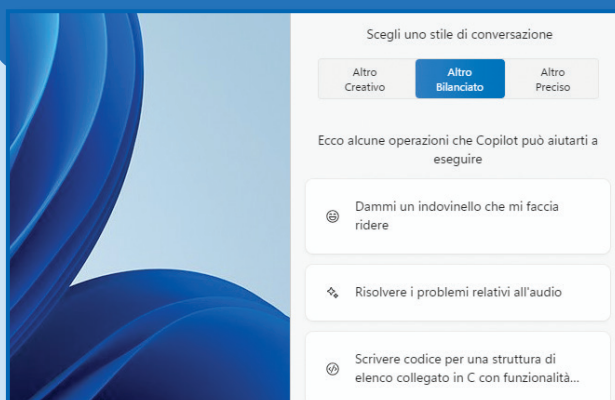 Scegli uno stile di conversazione
Altro
Creativo
Altro
Bilanciato
Altro
Preciso
Ecco alcune operazioni che Copilot può aiutarti a
eseguire
Dammi un indovinello che mi faccia
ridere
Risolvere i problemi relativi all'audio
Scrivere codice per una struttura di
elenco collegato in C con funzionalità...